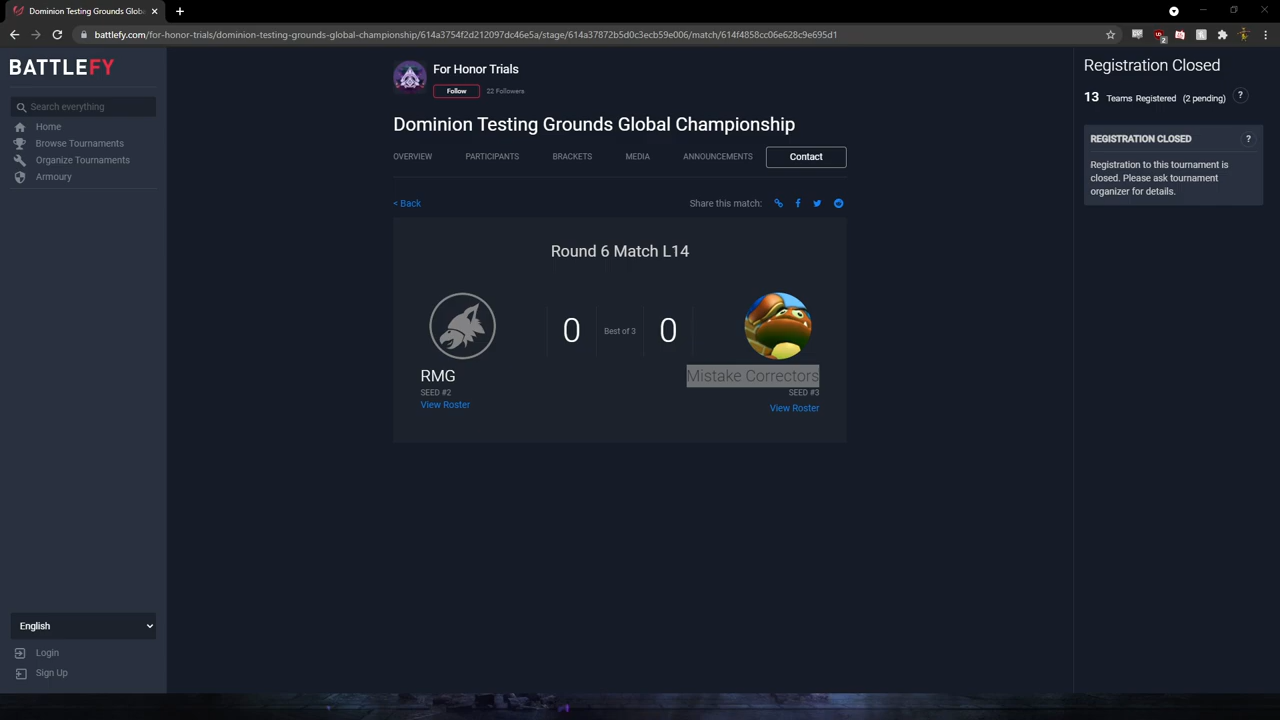 Dominion Testing Grounds Globa
battlefy.com/for-honor-trials/dominion-testing-grounds-global-championship/614a3754f2d212097dc46e5a/stage/614a37872b5d0c3ecb59e006/match/614f4858cc06e628c9e695d1
BATTLEFY
Search everything
Home
Browse Tournaments
Organize Tournaments
Armoury
English
Login
Sign Up
For Honor Trials
Follow 22 Followers
Dominion Testing Grounds Global Championship
OVERVIEW PARTICIPANTS BRACKETS MEDIA ANNOUNCEMENTS Contact
< Back Share this match:
Round 6 Match L14
0 Best of 3 0
RMG Mistake Correctors
SEED #2 SEED #3
View Roster View Roster
Registration Closed
13 Teams Registered (2 pending) ?
REGISTRATION CLOSED ?
Registration to this tournament is
closed. Please ask tournament
organizer for details.